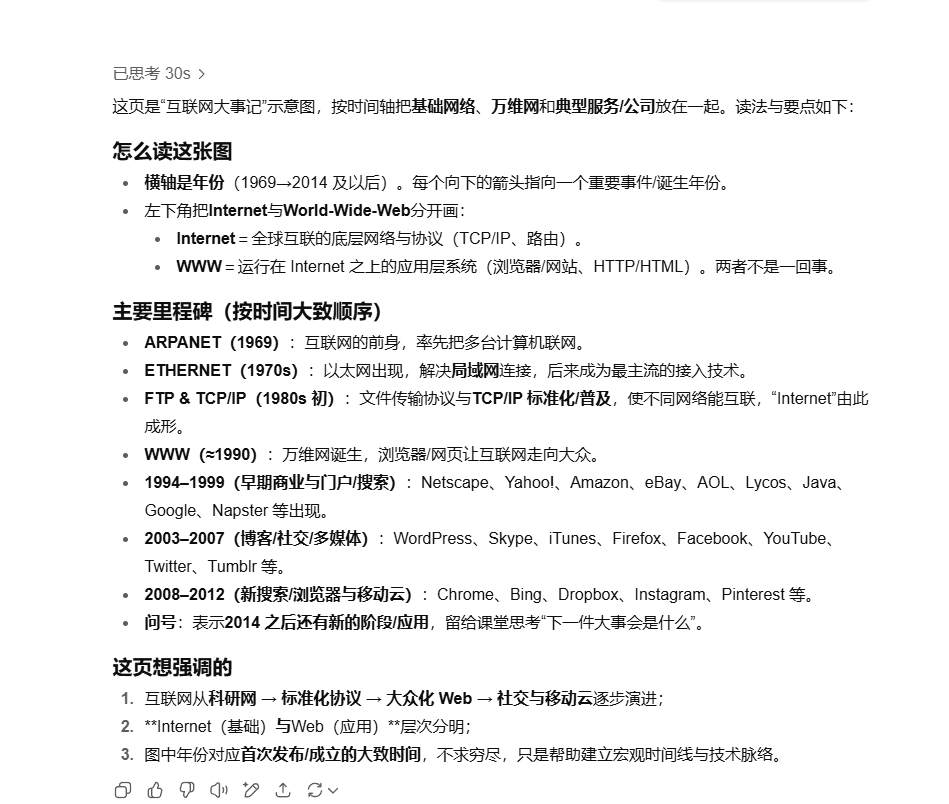 已思考 30s >
这页是“互联网大事记”示意图，按时间轴把基础网络、万维网和典型服务/公司放在一起。读法与要点如下：
怎么读这张图
• 横轴是年份（1969→2014 及以后）。每个向下的箭头指向一个重要事件/诞生年份。
• 左下角把Internet与World-Wide-Web分开画：
• Internet = 全球互联的底层网络与协议（TCP/IP、路由）。
• WWW = 运行在 Internet 之上的应用层系统（浏览器/网站、HTTP/HTML）。两者不是一回事。
主要里程碑（按时间大致顺序）
• ARPANET（1969）：互联网的前身，率先把多台计算机联网。
• ETHERNET（1970s）：以太网出现，解决局域网连接，后来成为最主流的接入技术。
• FTP & TCP/IP（1980s 初）：文件传输协议与TCP/IP 标准化/普及，使不同网络能互联，“Internet”由此
成形。
• WWW（≈1990）：万维网诞生，浏览器/网页让互联网走向大众。
• 1994–1999（早期商业与门户/搜索）：Netscape、Yahoo!、Amazon、eBay、AOL、Lycos、Java、
Google、Napster 等出现。
• 2003–2007（博客/社交/多媒体）：WordPress、Skype、iTunes、Firefox、Facebook、YouTube、
Twitter、Tumblr 等。
• 2008–2012（新搜索/浏览器与移动云）：Chrome、Bing、Dropbox、Instagram、Pinterest 等。
• 问号：表示2014 之后还有新的阶段/应用，留给课堂思考“下一件大事会是什么”。
这页想强调的
1. 互联网从科研网 → 标准化协议 → 大众化 Web → 社交与移动云逐步演进；
2. **Internet（基础）与Web（应用）**层次分明；
3. 图中年份对应首次发布/成立的大致时间，不求穷尽，只是帮助建立宏观时间线与技术脉络。